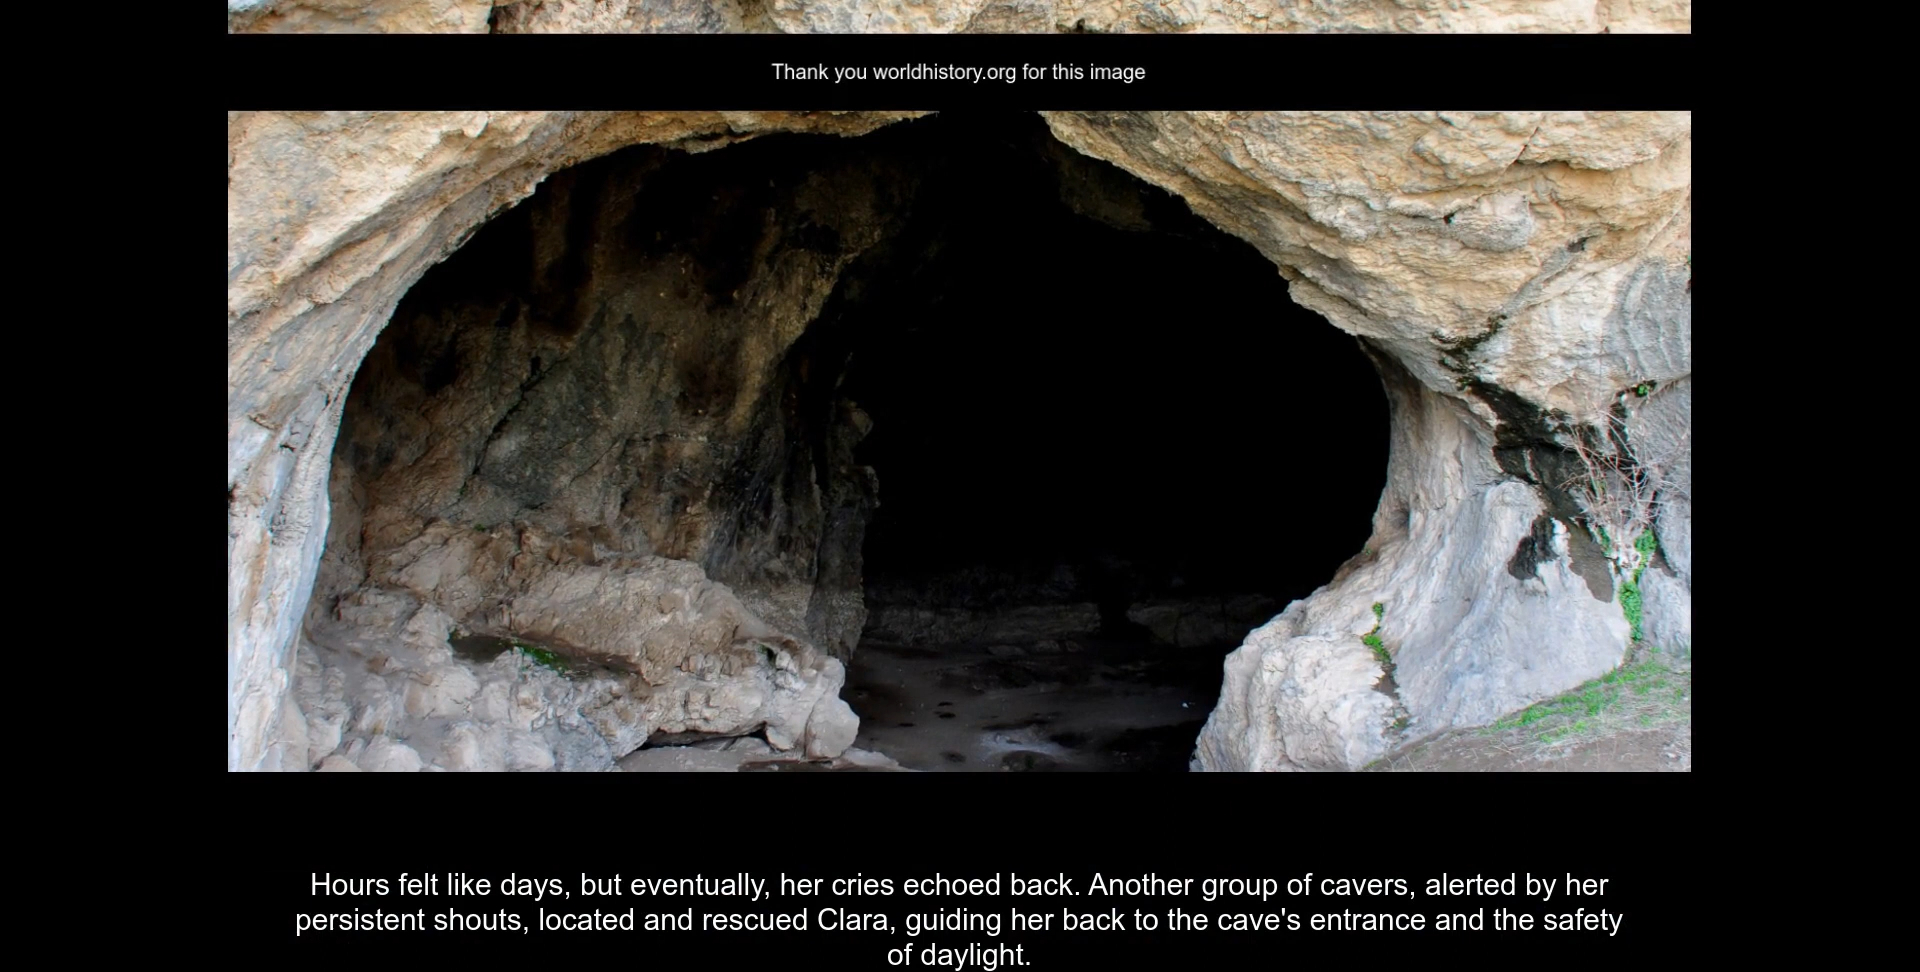 Thank you worldhistory.org for this image
Hours felt like days, but eventually, her cries echoed back. Another group of cavers, alerted by her
persistent shouts, located and rescued Clara, guiding her back to the cave's entrance and the safety
of daylight.